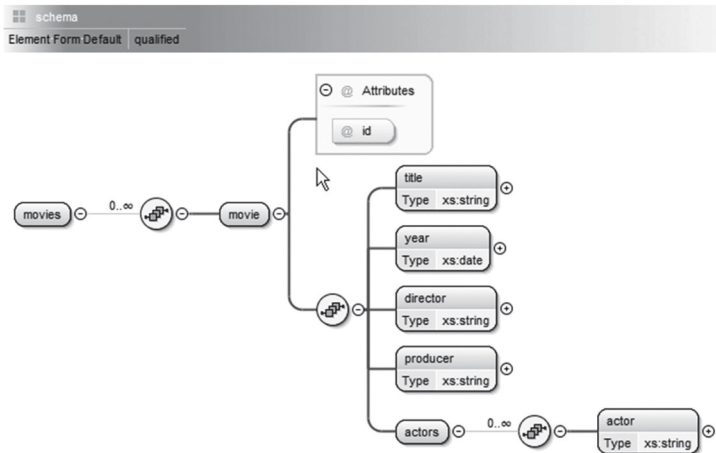 schema
Element Form Default qualified
@ Attributes
@ id
movies
0..∞
movie
title
Type xs:string
year
Type xs:date
director
Type xs:string
producer
Type xs:string
actors
0..∞
actor
Type xs:string